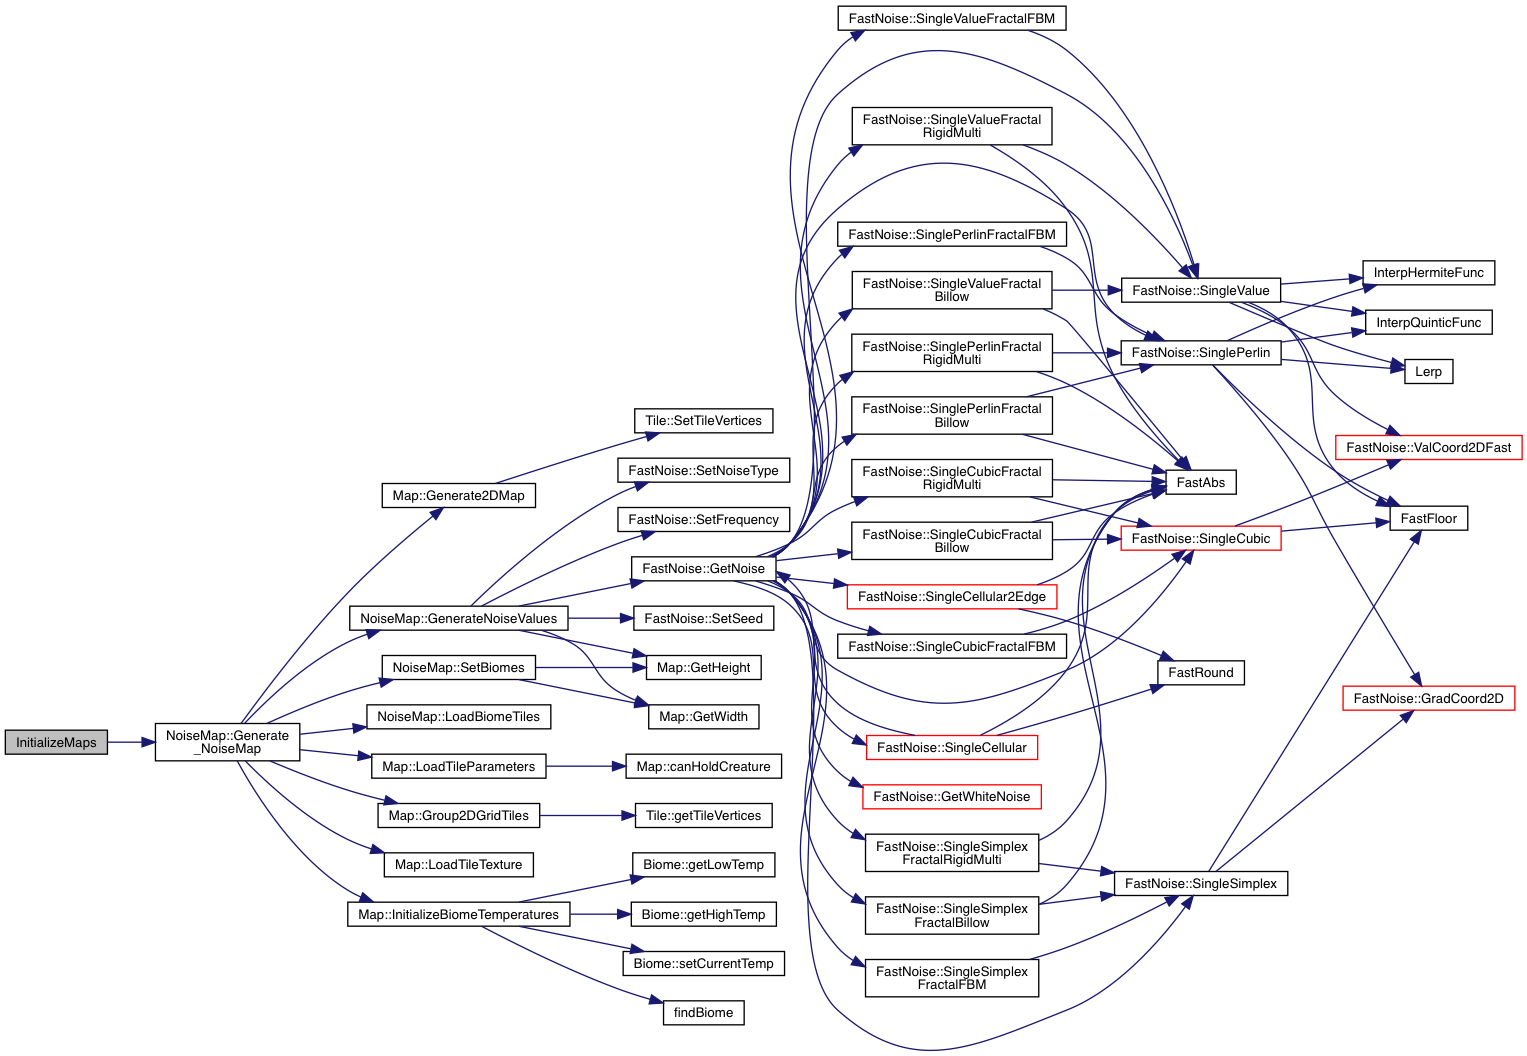 InitializeMaps
NoiseMap::Generate
_NoiseMap
Map::Generate2DMap
NoiseMap::GenerateNoiseValues
NoiseMap::SetBiomes
NoiseMap::LoadBiomeTiles
Map::LoadTileParameters
Map::Group2DGridTiles
Map::LoadTileTexture
Map::InitializeBiomeTemperatures
Tile::SetTileVertices
FastNoise::SetNoiseType
FastNoise::SetFrequency
FastNoise::GetNoise
FastNoise::SetSeed
Map::GetHeight
Map::GetWidth
Map::canHoldCreature
Tile::getTileVertices
Biome::getLowTemp
Biome::getHighTemp
Biome::setCurrentTemp
findBiome
FastNoise::SingleValueFractalFBM
FastNoise::SingleValueFractal
RigidMulti
FastNoise::SinglePerlinFractalFBM
FastNoise::SingleValueFractal
Billow
FastNoise::SinglePerlinFractal
RigidMulti
FastNoise::SinglePerlinFractal
Billow
FastNoise::SingleCubicFractal
RigidMulti
FastNoise::SingleCubicFractal
Billow
FastNoise::SingleCellular2Edge
FastNoise::SingleCubicFractalFBM
FastNoise::SingleCellular
FastNoise::GetWhiteNoise
FastNoise::SingleSimplex
FractalRigidMulti
FastNoise::SingleSimplex
FractalBillow
FastNoise::SingleSimplex
FractalFBM
FastNoise::SingleValue
FastNoise::SinglePerlin
FastAbs
FastNoise::SingleCubic
FastRound
FastNoise::SingleSimplex
InterpHermiteFunc
InterpQuinticFunc
Lerp
FastNoise::ValCoord2DFast
FastFloor
FastNoise::GradCoord2D